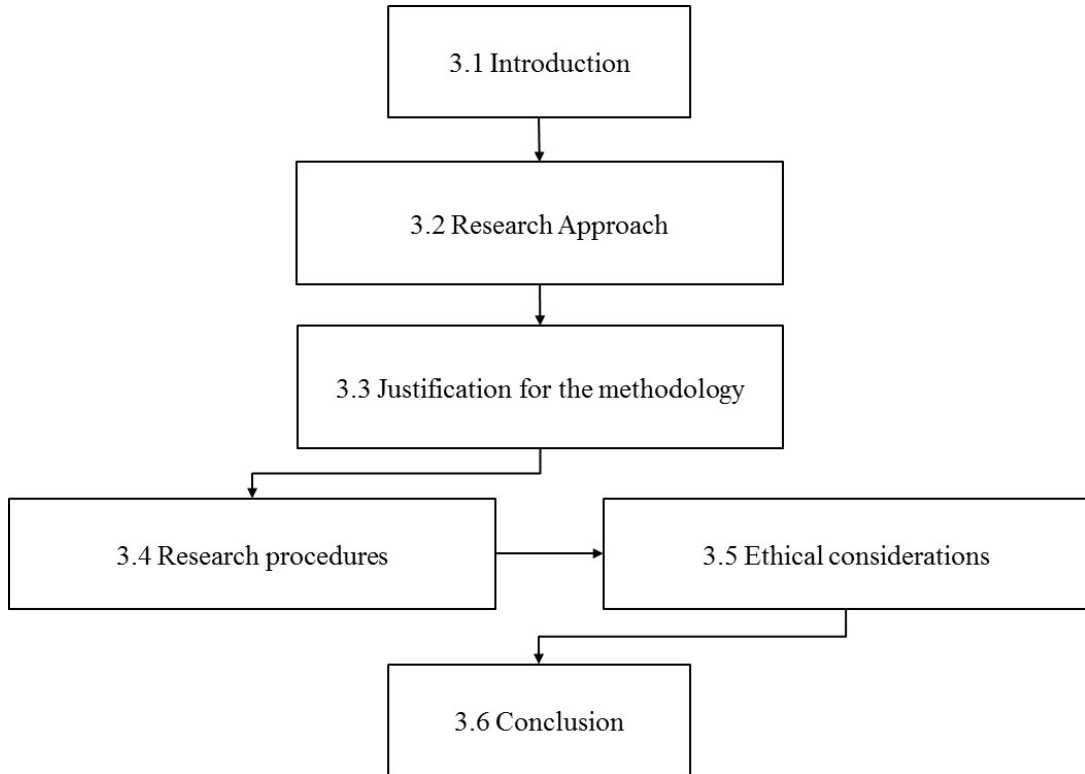 3.1 Introduction
3.2 Research Approach
3.3 Justification for the methodology
3.4 Research procedures
3.5 Ethical considerations
3.6 Conclusion